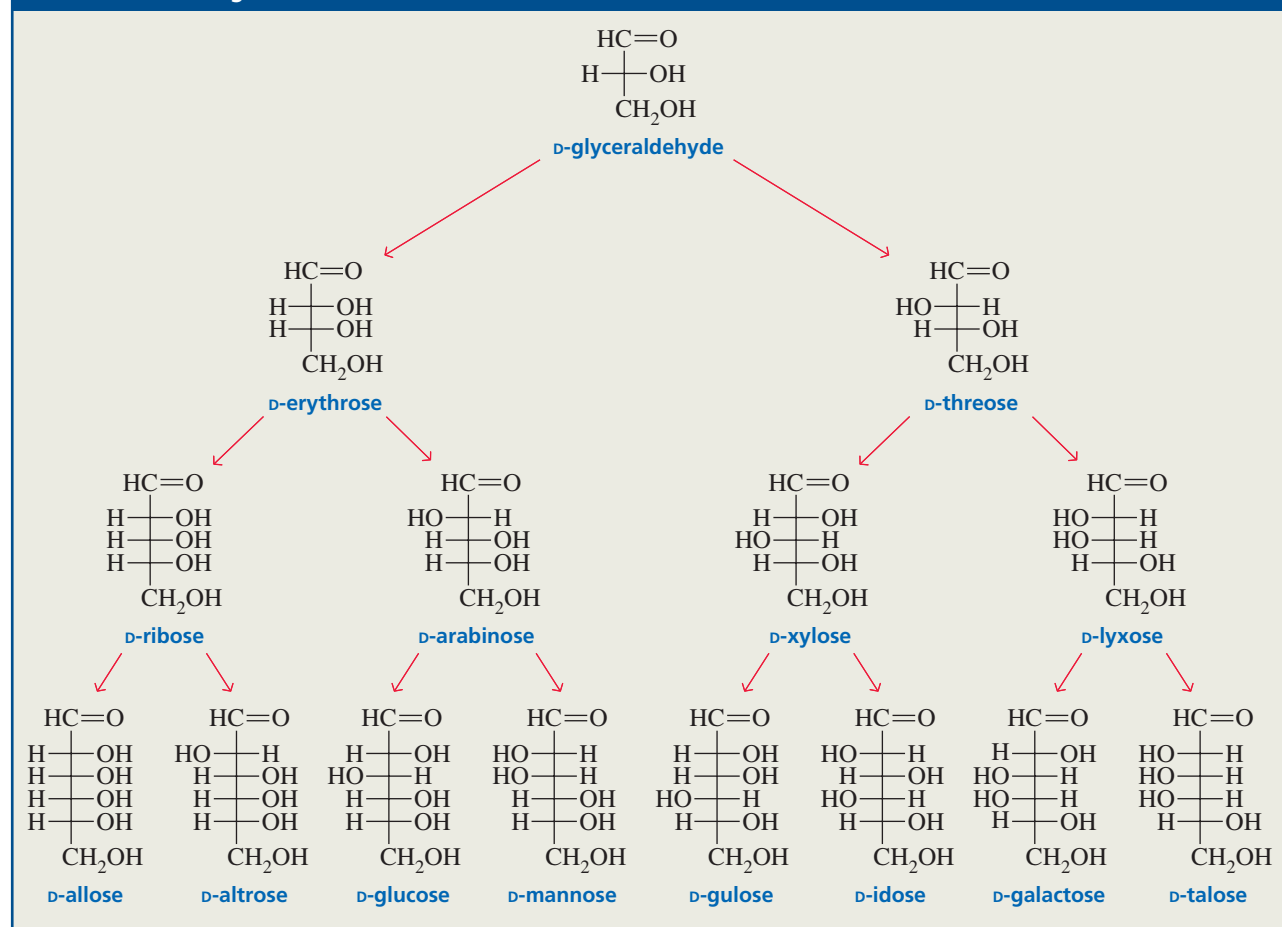 HC=O
H OH
CH₂OH
D-glyceraldehyde
HC=O HC=O
H OH HO H
H OH H OH
CH₂OH CH₂OH
D-erythrose D-threose
HC=O HC=O HC=O HC=O
H OH HO H H OH HO H
H OH H OH HO H HO H
H OH H OH H OH H OH
CH₂OH CH₂OH CH₂OH CH₂OH
D-ribose D-arabinose D-xylose D-lyxose
HC=O HC=O HC=O HC=O HC=O HC=O HC=O HC=O
H OH HO H H OH HO H H OH HO H H OH HO H
H OH H OH HO H HO H H OH H OH HO H HO H
H OH H OH H OH H OH HO H HO H HO H HO H
H OH H OH H OH H OH H OH H OH H OH H OH
CH₂OH CH₂OH CH₂OH CH₂OH CH₂OH CH₂OH CH₂OH CH₂OH
D-allose D-altrose D-glucose D-mannose D-gulose D-idose D-galactose D-talose